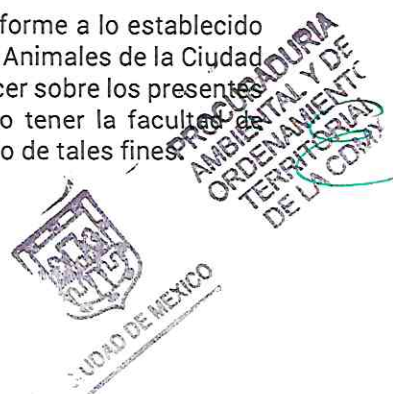 forme a lo establecido
Animales de la Ciudad
cer sobre los presentes
o tener la facultad de
o de tales fines
PROCURADURIA
AMBIENTAL Y DE
ORDENAMIENTO
TERRITORIAL
DE LA CDMX
CIUDAD DE MEXICO